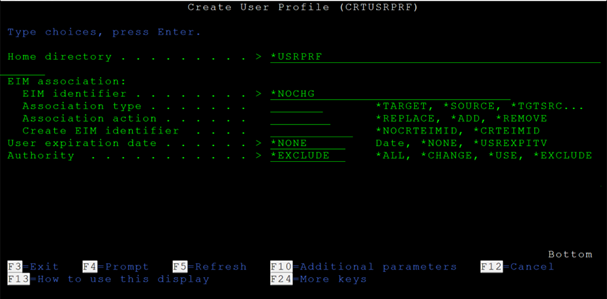 Create User Profile (CRTUSRPRF)
Type choices, press Enter.
Home directory . . . . . . . . . > *USRPRF
EIM association:
EIM identifier . . . . . . . . > *NOCHG
Association type . . . . . . . *TARGET, *SOURCE, *TGTSRC...
Association action . . . . . . *REPLACE, *ADD, *REMOVE
Create EIM identifier . . . . *NOCRTEIMID, *CRTEIMID
User expiration date . . . . . . > *NONE Date, *NONE, *USREXPITV
Authority . . . . . . . . . . . > *EXCLUDE *ALL, *CHANGE, *USE, *EXCLUDE
Bottom
F3=Exit F4=Prompt F5=Refresh F10=Additional parameters F12=Cancel
F13=How to use this display F24=More keys